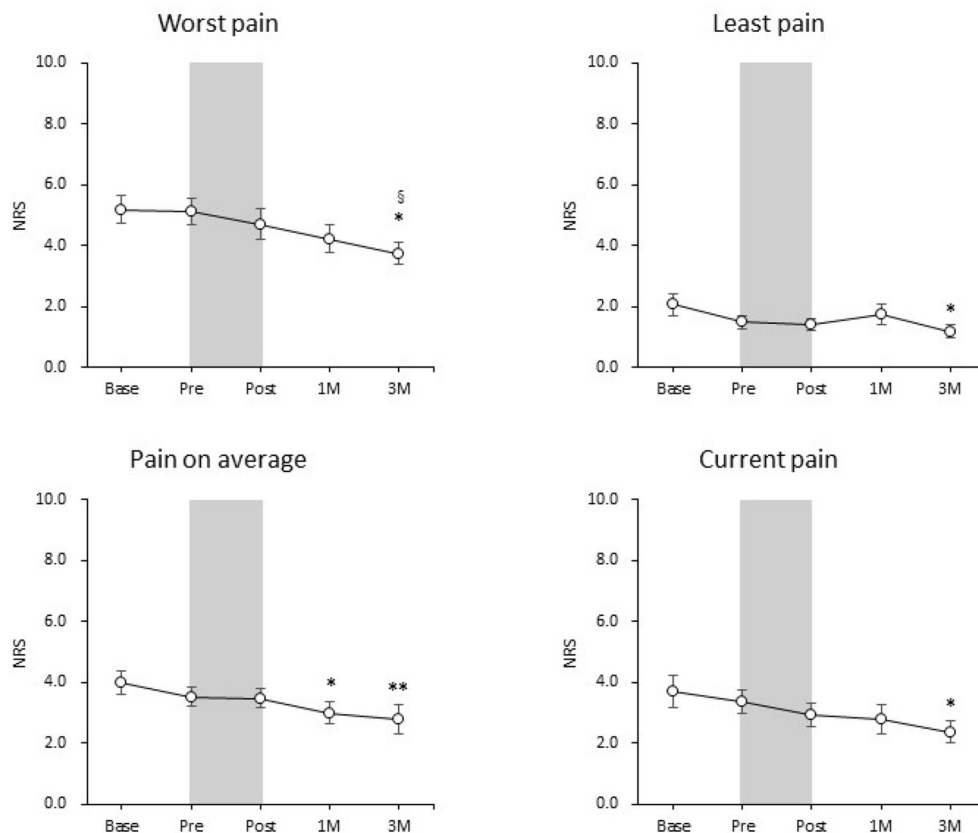 Worst pain
10.0
8.0
6.0
4.0
2.0
0.0
NRS
§
*
Base Pre Post 1M 3M
Least pain
10.0
8.0
6.0
4.0
2.0
0.0
NRS
*
Base Pre Post 1M 3M
Pain on average
10.0
8.0
6.0
4.0
2.0
0.0
NRS
* **
Base Pre Post 1M 3M
Current pain
10.0
8.0
6.0
4.0
2.0
0.0
NRS
*
Base Pre Post 1M 3M